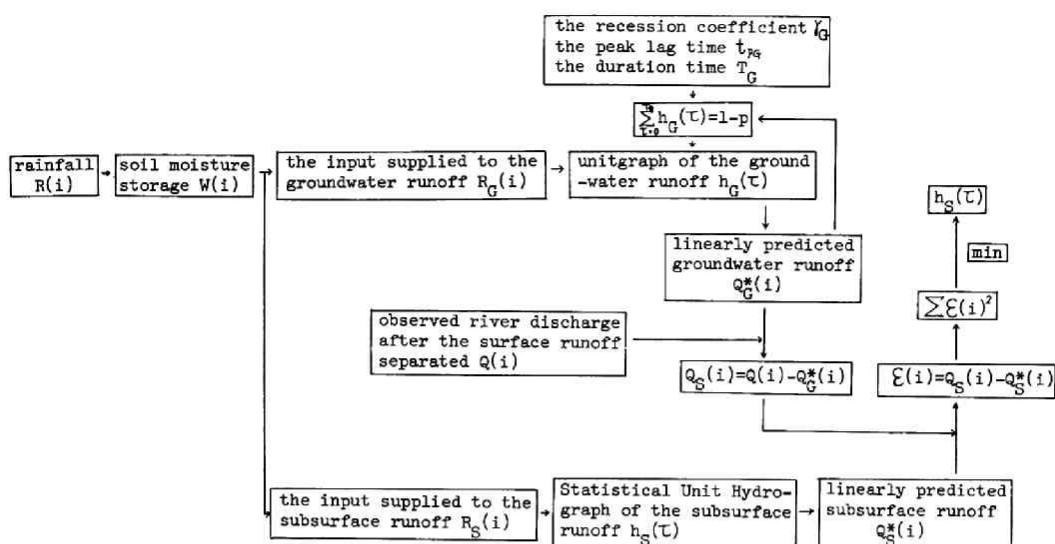 the recession coefficient γG
the peak lag time tPG
the duration time TG
∑hG(τ)=1-p
rainfall
R(i)
soil moisture
storage W(i)
the input supplied to the
groundwater runoff RG(i)
unitgraph of the ground
-water runoff hG(τ)
hS(τ)
min
linearly predicted
groundwater runoff
Q*G(i)
∑ε(i)²
observed river discharge
after the surface runoff
separated Q(i)
QS(i)=Q(i)-Q*G(i)
ε(i)=QS(i)-Q*S(i)
the input supplied to the
subsurface runoff RS(i)
Statistical Unit Hydro-
graph of the subsurface
runoff hS(τ)
linearly predicted
subsurface runoff
Q*S(i)